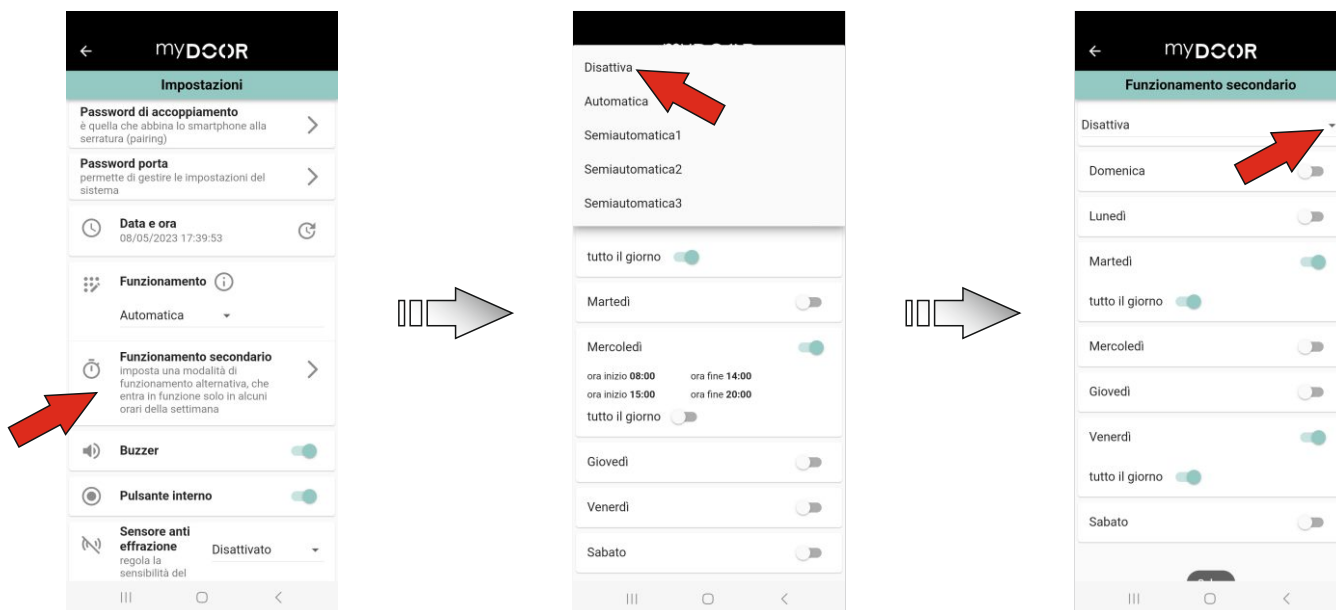 myDOOR
Impostazioni
Password di accoppiamento
è quella che abbina lo smartphone alla
serratura (pairing)
Password porta
permette di gestire le impostazioni del
sistema
Data e ora
08/05/2023 17:39:53
Funzionamento
Automatica
Funzionamento secondario
imposta una modalità di
funzionamento alternativa, che
entra in funzione solo in alcuni
orari della settimana
Buzzer
Pulsante interno
Sensore anti
effrazione
Disattivato
regola la
sensibilità del
Disattiva
Automatica
Semiautomatica1
Semiautomatica2
Semiautomatica3
tutto il giorno
Martedì
Mercoledì
ora inizio 08:00 ora fine 14:00
ora inizio 15:00 ora fine 20:00
tutto il giorno
Giovedì
Venerdì
Sabato
myDOOR
Funzionamento secondario
Disattiva
Domenica
Lunedì
Martedì
tutto il giorno
Mercoledì
Giovedì
Venerdì
tutto il giorno
Sabato